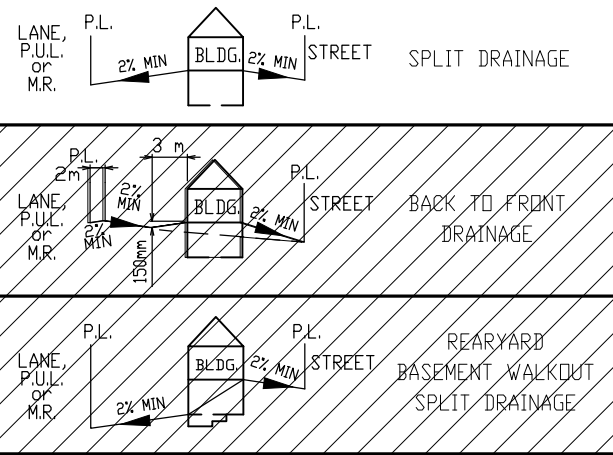 P.L.
P.L.
LANE,
P.U.L.
or
M.R.
2% MIN
BLDG.
2% MIN
STREET
SPLIT DRAINAGE
3 m
P.L.
2m
P.L.
LANE,
P.U.L.
or
M.R.
2%
MIN
2%
MIN
150mm
BLDG.
2% MIN
STREET
BACK TO FRONT
DRAINAGE
P.L.
P.L.
LANE,
P.U.L.
or
M.R.
2% MIN
BLDG.
2% MIN
STREET
REARYARD
BASEMENT WALKOUT
SPLIT DRAINAGE